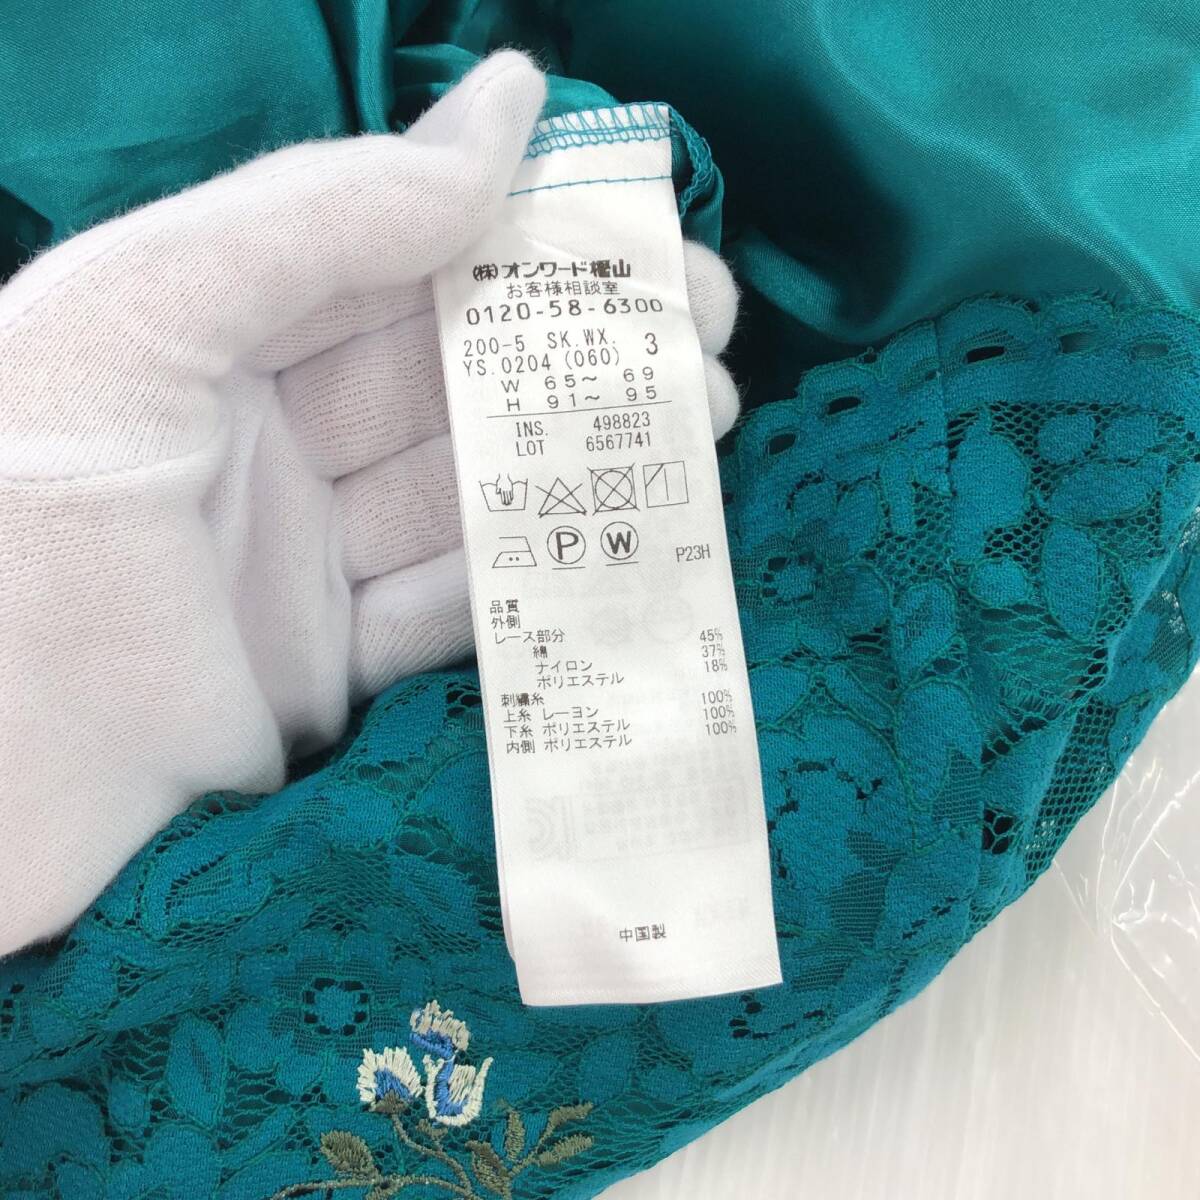 (株)オンワード樫山
お客様相談室
0120-58-6300
200-5 SK.WX. 3
YS.0204 (060)
W 65～ 69
H 91～ 95
INS. 498823
LOT 6567741
P W
P23H
品質
外側
レース部分
綿 45%
ナイロン 37%
ポリエステル 18%
刺繍糸
上糸 レーヨン 100%
下糸 ポリエステル 100%
内側 ポリエステル 100%
中国製